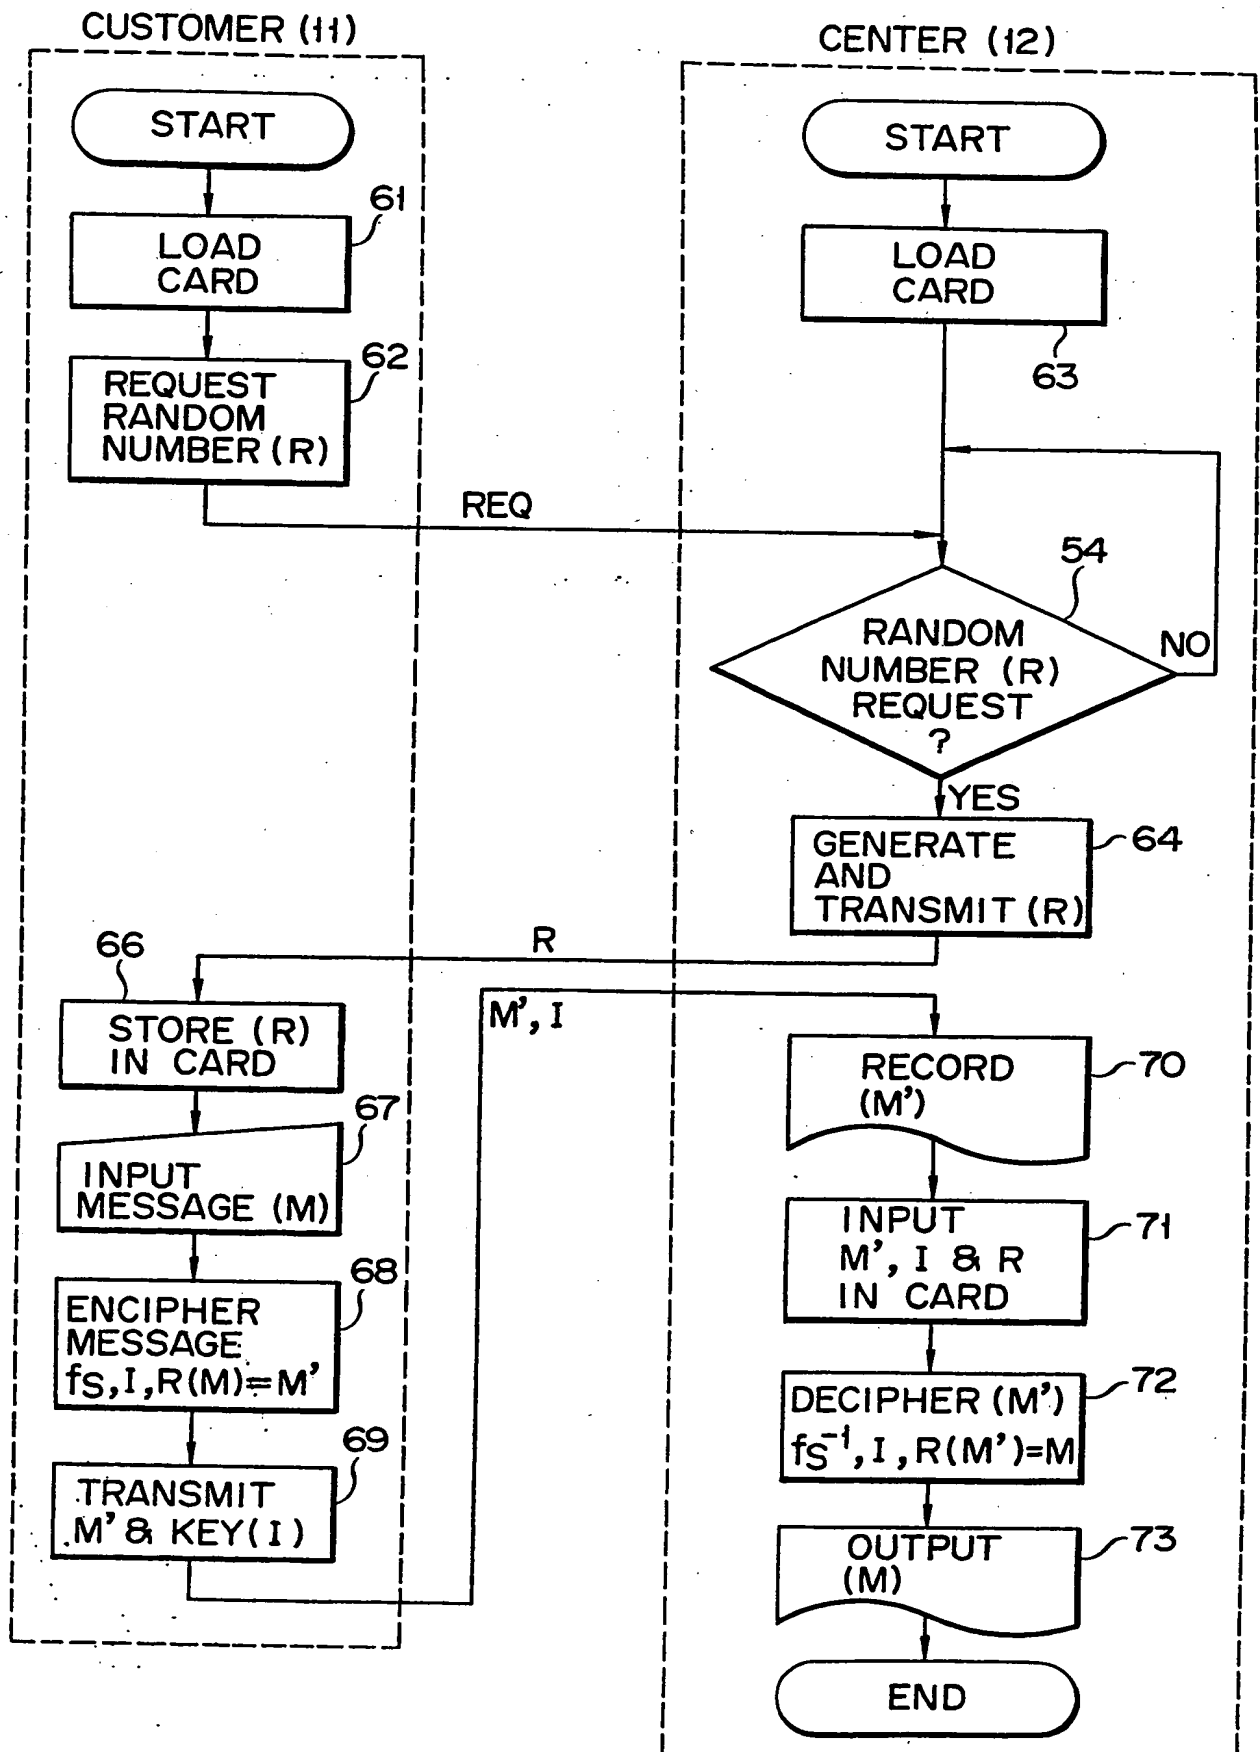 CUSTOMER (11)
START
61
LOAD
CARD
62
REQUEST
RANDOM
NUMBER (R)
REQ
CENTER (12)
START
LOAD
CARD
63
54
RANDOM
NUMBER (R)
REQUEST
?
NO
YES
64
GENERATE
AND
TRANSMIT (R)
R
66
STORE (R)
IN CARD
67
INPUT
MESSAGE (M)
68
ENCIPHER
MESSAGE
fs, I, R(M)=M'
69
TRANSMIT
M' & KEY(I)
M', I
RECORD
(M')
70
INPUT
M', I & R
IN CARD
71
DECIPHER (M')
fs⁻¹, I, R(M')=M
72
OUTPUT
(M)
73
END